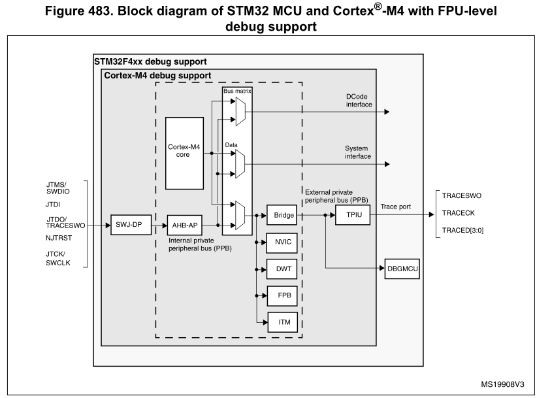 Figure 483. Block diagram of STM32 MCU and Cortex®-M4 with FPU-level
debug support
STM32F4xx debug support
Cortex-M4 debug support
Bus matrix
DCode
interface
Cortex-M4
core
Data
System
interface
External private
peripheral bus (PPB)
JTMS/
SWDIO
JTDI
JTDO/
TRACESWO
NJTRST
JTCK/
SWCLK
SWJ-DP
AHB-AP
Internal private
peripheral bus (PPB)
Bridge
TPIU
Trace port
TRACESWO
TRACECK
TRACED[3:0]
NVIC
DWT
DBGMCU
FPB
ITM
MS19908V3